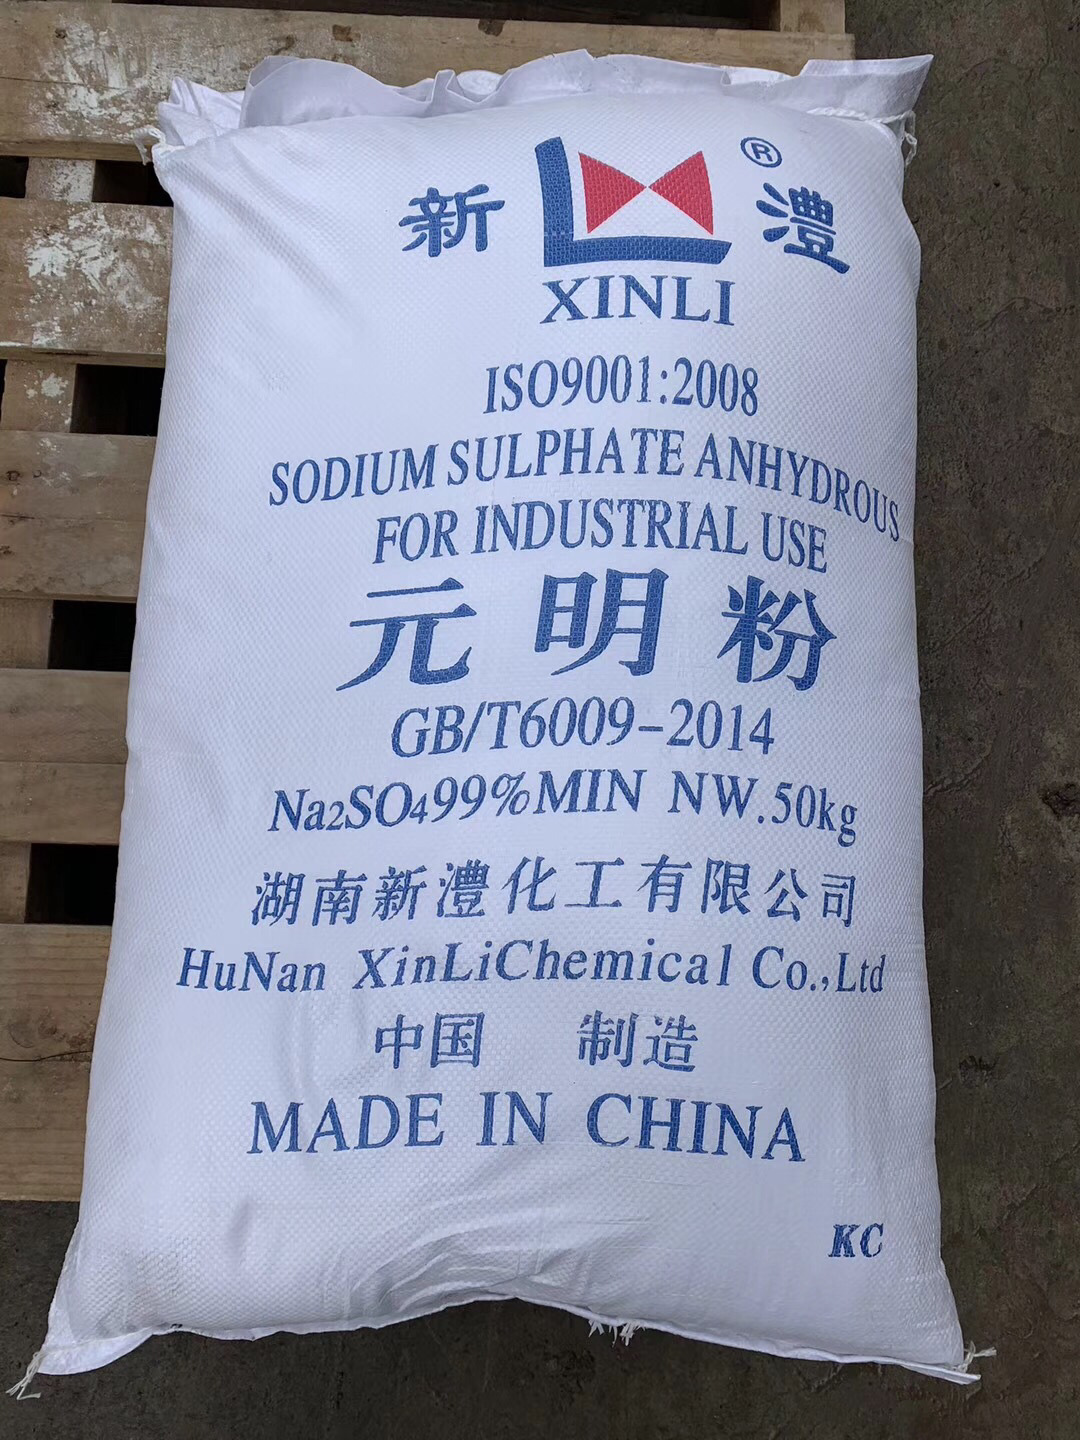 新 ® 澧
XINLI
ISO9001:2008
SODIUM SULPHATE ANHYDROUS
FOR INDUSTRIAL USE
元明粉
GB/T6009-2014
Na₂SO₄99%MIN NW.50kg
湖南新澧化工有限公司
HuNan XinLiChemical Co.,Ltd
中国 制造
MADE IN CHINA
KC